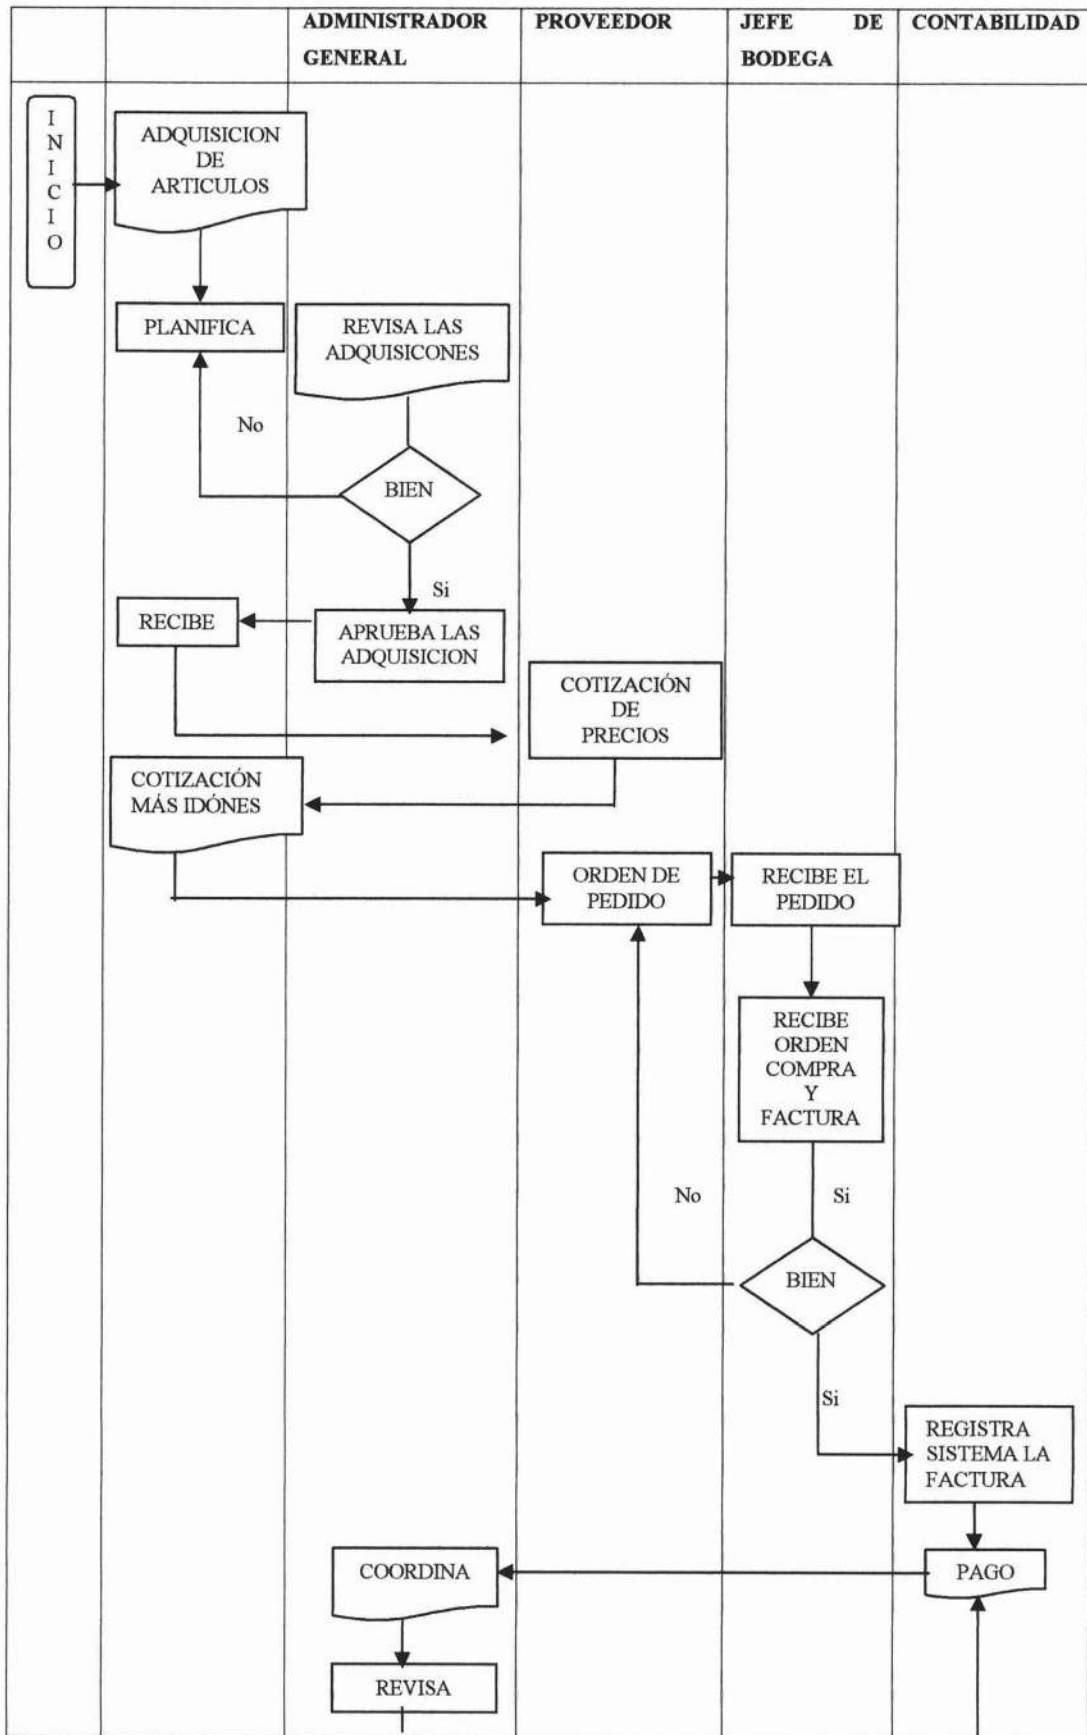 ADMINISTRADOR
GENERAL
PROVEEDOR
JEFE DE
BODEGA
CONTABILIDAD
I
N
I
C
I
O
ADQUISICION
DE
ARTICULOS
PLANIFICA
REVISA LAS
ADQUISICONES
No
BIEN
Si
RECIBE
APRUEBA LAS
ADQUISICION
COTIZACIÓN
DE
PRECIOS
COTIZACIÓN
MÁS IDÓNES
ORDEN DE
PEDIDO
RECIBE EL
PEDIDO
RECIBE
ORDEN
COMPRA
Y
FACTURA
No
Si
BIEN
Si
REGISTRA
SISTEMA LA
FACTURA
COORDINA
PAGO
REVISA